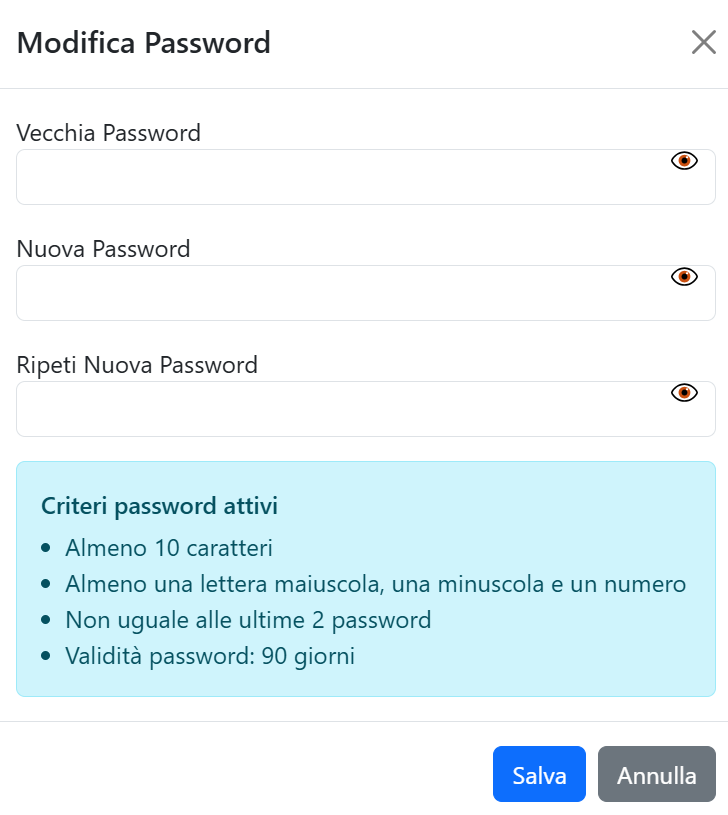 Modifica Password
Vecchia Password
Nuova Password
Ripeti Nuova Password
Criteri password attivi
Almeno 10 caratteri
Almeno una lettera maiuscola, una minuscola e un numero
Non uguale alle ultime 2 password
Validità password: 90 giorni
Salva Annulla